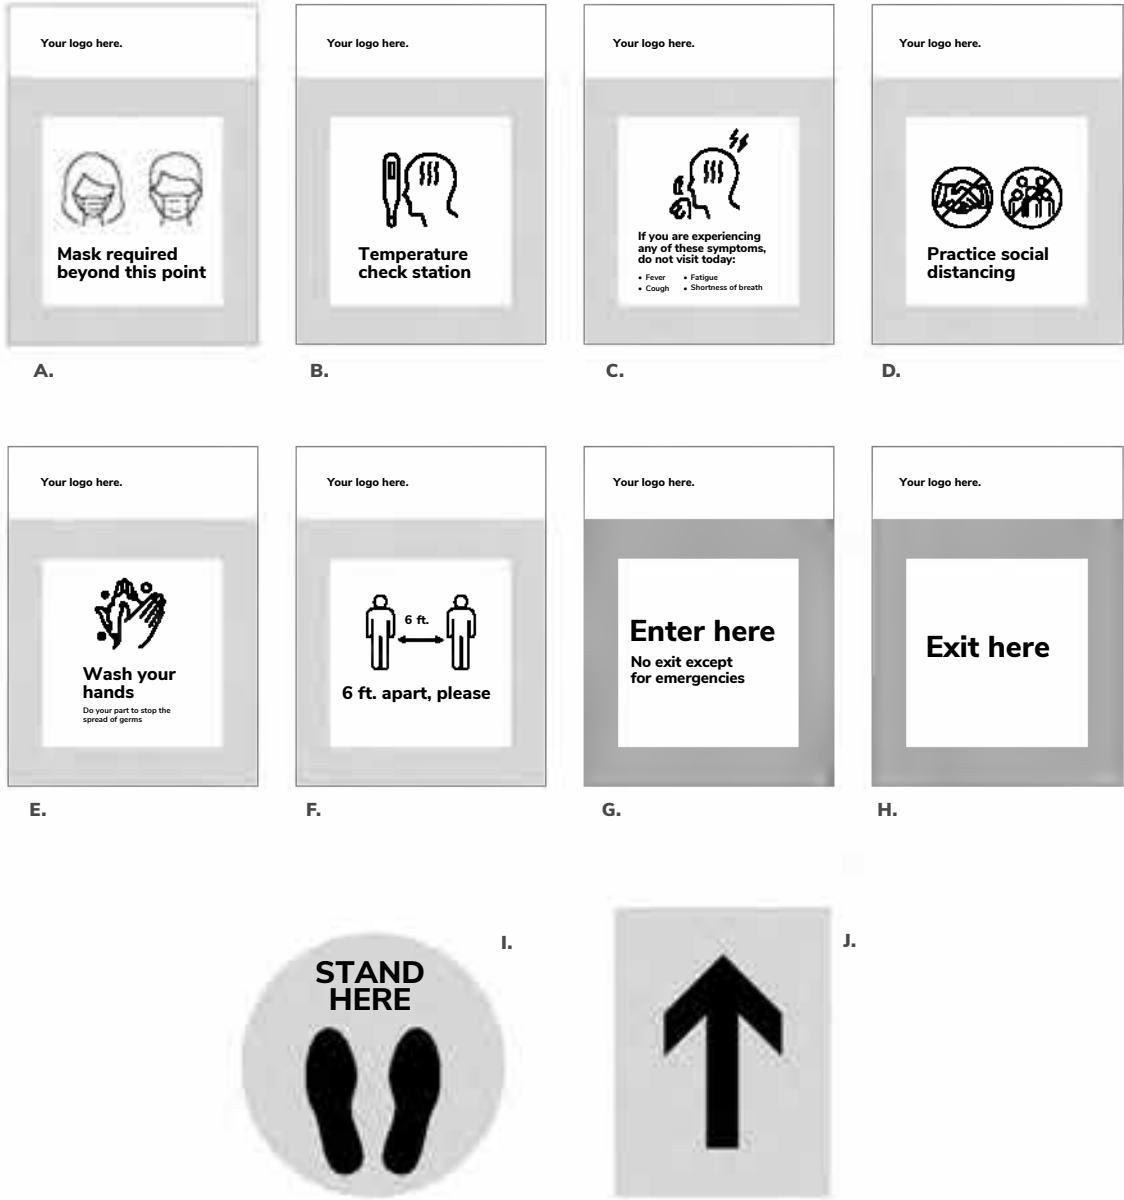 Your logo here.
Your logo here.
Your logo here.
Your logo here.
Mask required
beyond this point
Temperature
check station
If you are experiencing
any of these symptoms,
do not visit today:
• Fever
• Fatigue
• Cough
• Shortness of breath
Practice social
distancing
A.
B.
C.
D.
Your logo here.
Your logo here.
Your logo here.
Your logo here.
Wash your
hands
Do your part to stop the
spread of germs
6 ft.
6 ft. apart, please
Enter here
No exit except
for emergencies
Exit here
E.
F.
G.
H.
STAND
HERE
I.
J.